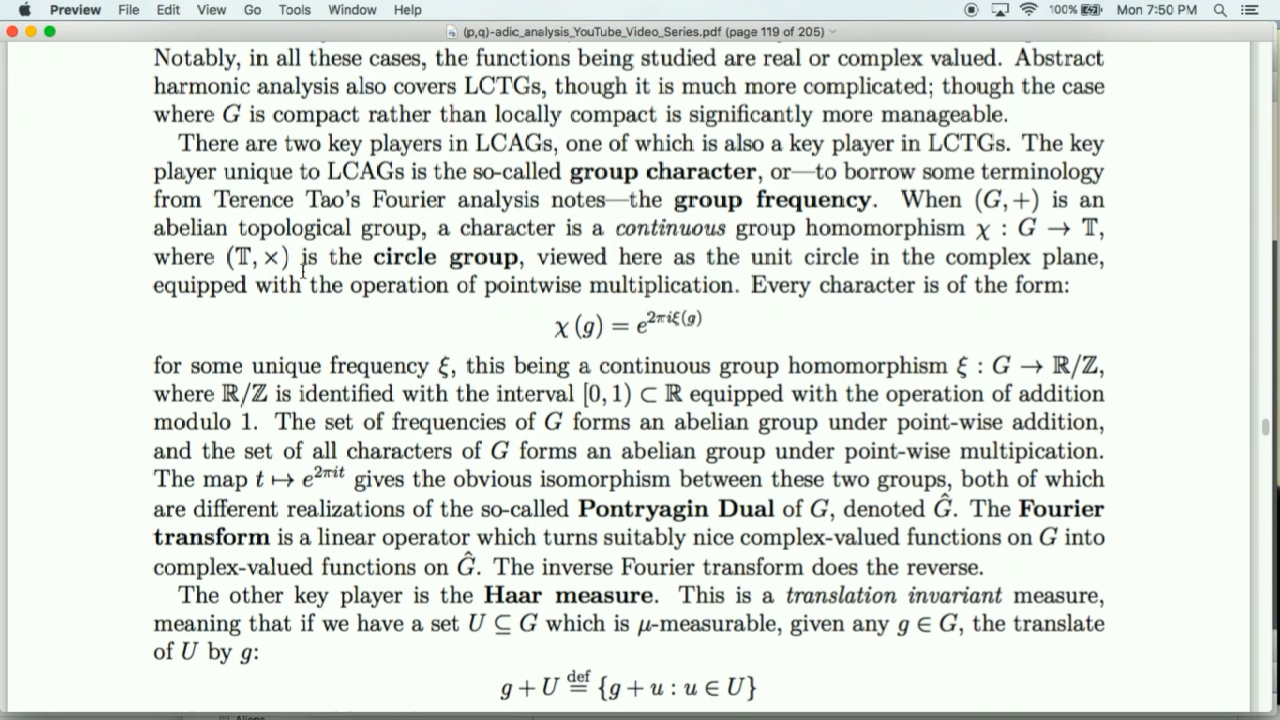 Preview File Edit View Go Tools Window Help 100% Mon 7:50 PM
(p,q)-adic_analysis_YouTube_Video_Series.pdf (page 119 of 205)
Notably, in all these cases, the functions being studied are real or complex valued. Abstract
harmonic analysis also covers LCTGs, though it is much more complicated; though the case
where G is compact rather than locally compact is significantly more manageable.
There are two key players in LCAGs, one of which is also a key player in LCTGs. The key
player unique to LCAGs is the so-called group character, or—to borrow some terminology
from Terence Tao's Fourier analysis notes—the group frequency. When (G, +) is an
abelian topological group, a character is a continuous group homomorphism χ : G → 𝕋,
where (𝕋, ×) is the circle group, viewed here as the unit circle in the complex plane,
equipped with the operation of pointwise multiplication. Every character is of the form:
χ (g) = e^{2πiξ(g)}
for some unique frequency ξ, this being a continuous group homomorphism ξ : G → ℝ/ℤ,
where ℝ/ℤ is identified with the interval [0, 1) ⊂ ℝ equipped with the operation of addition
modulo 1. The set of frequencies of G forms an abelian group under point-wise addition,
and the set of all characters of G forms an abelian group under point-wise multipication.
The map t ↦ e^{2πit} gives the obvious isomorphism between these two groups, both of which
are different realizations of the so-called Pontryagin Dual of G, denoted Ĝ. The Fourier
transform is a linear operator which turns suitably nice complex-valued functions on G into
complex-valued functions on Ĝ. The inverse Fourier transform does the reverse.
The other key player is the Haar measure. This is a translation invariant measure,
meaning that if we have a set U ⊆ G which is μ-measurable, given any g ∈ G, the translate
of U by g:
g + U ≝ {g + u : u ∈ U}